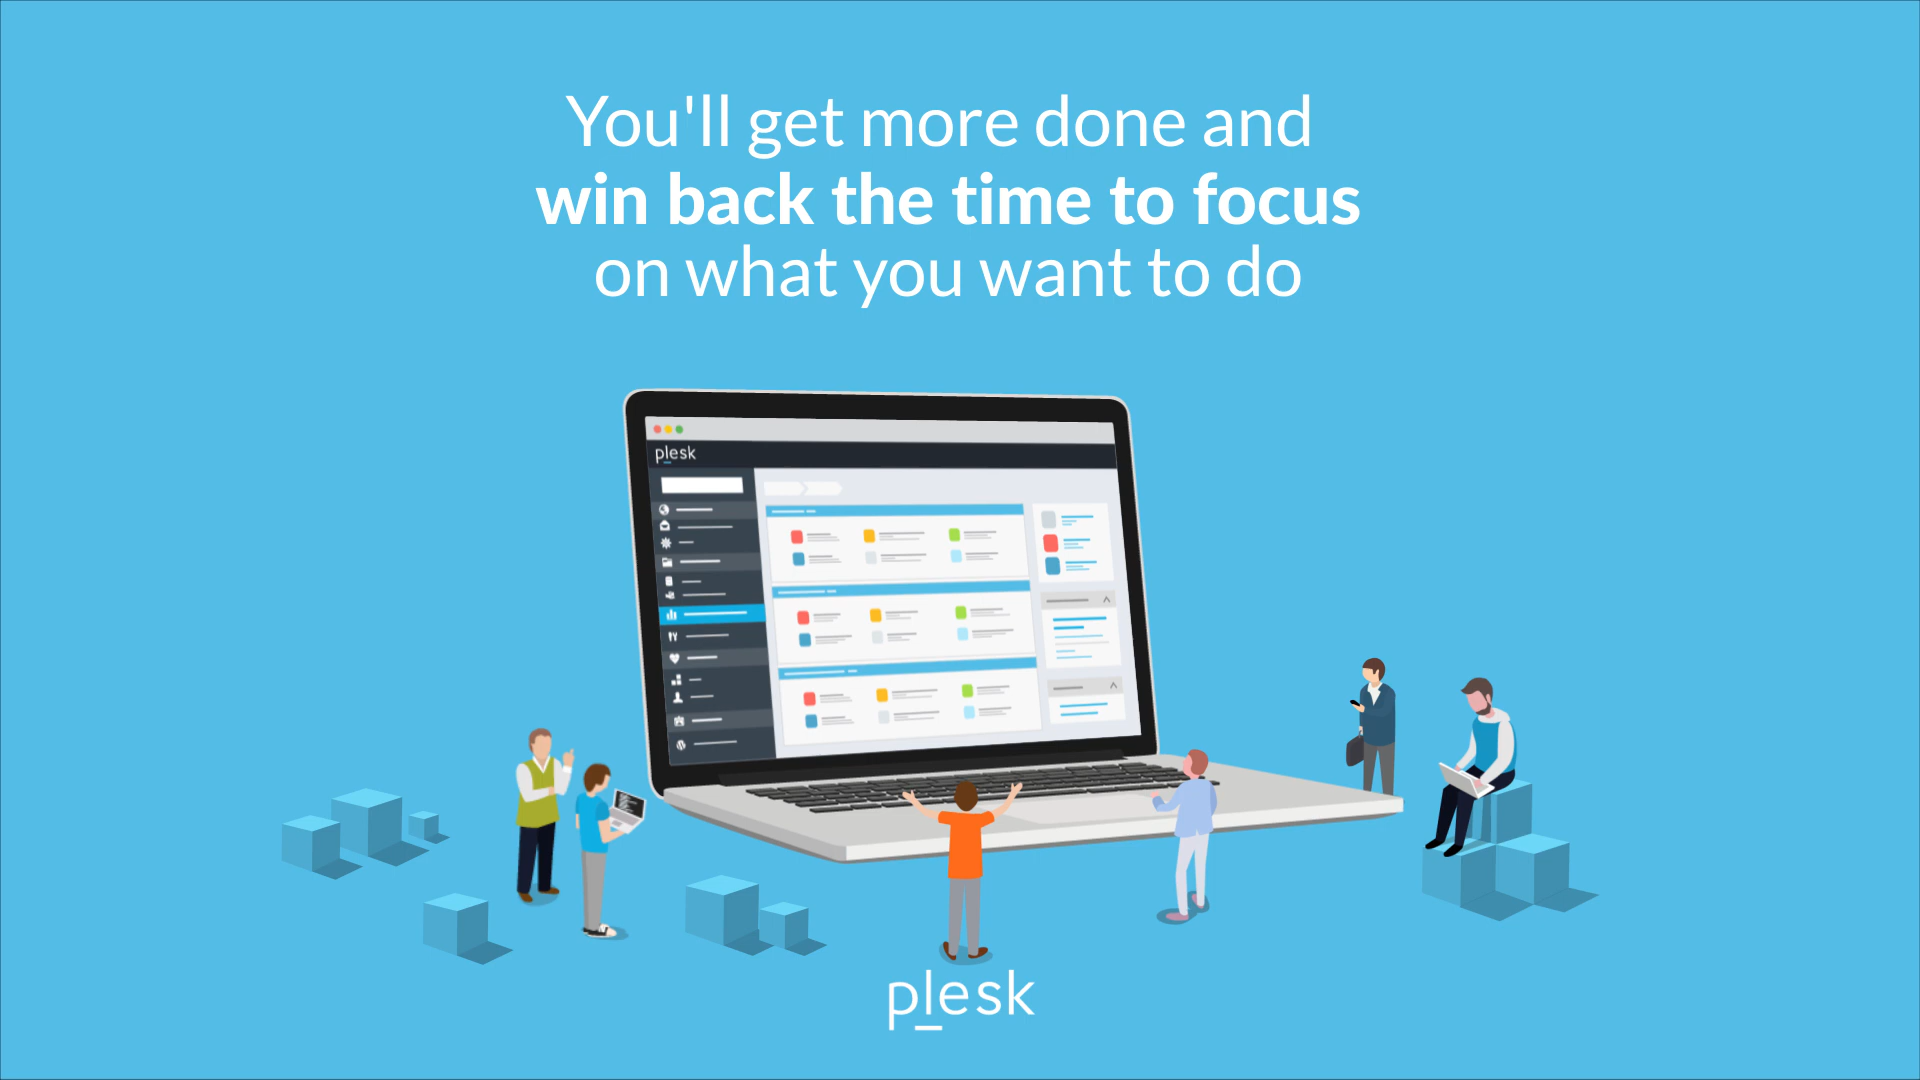 You'll get more done and
win back the time to focus
on what you want to do
plesk
plesk